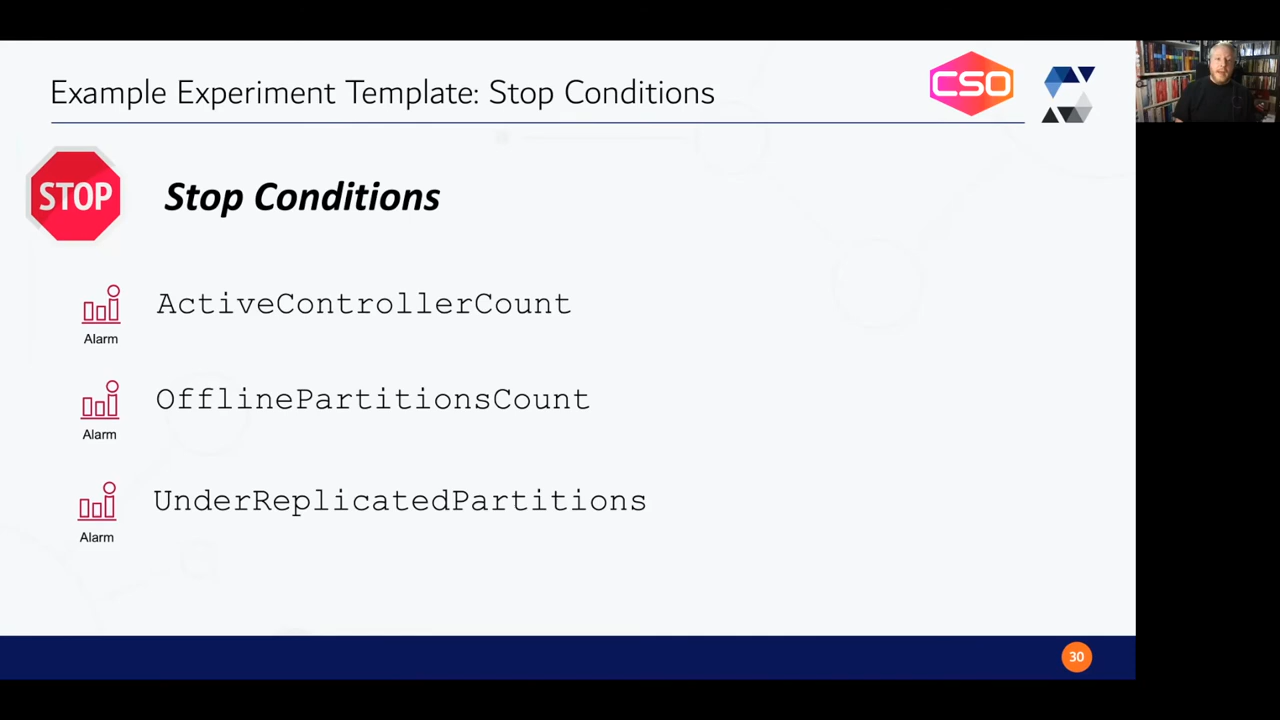 Example Experiment Template: Stop Conditions
CSO
STOP
Stop Conditions
ActiveControllerCount
Alarm
OfflinePartitionsCount
Alarm
UnderReplicatedPartitions
Alarm
30